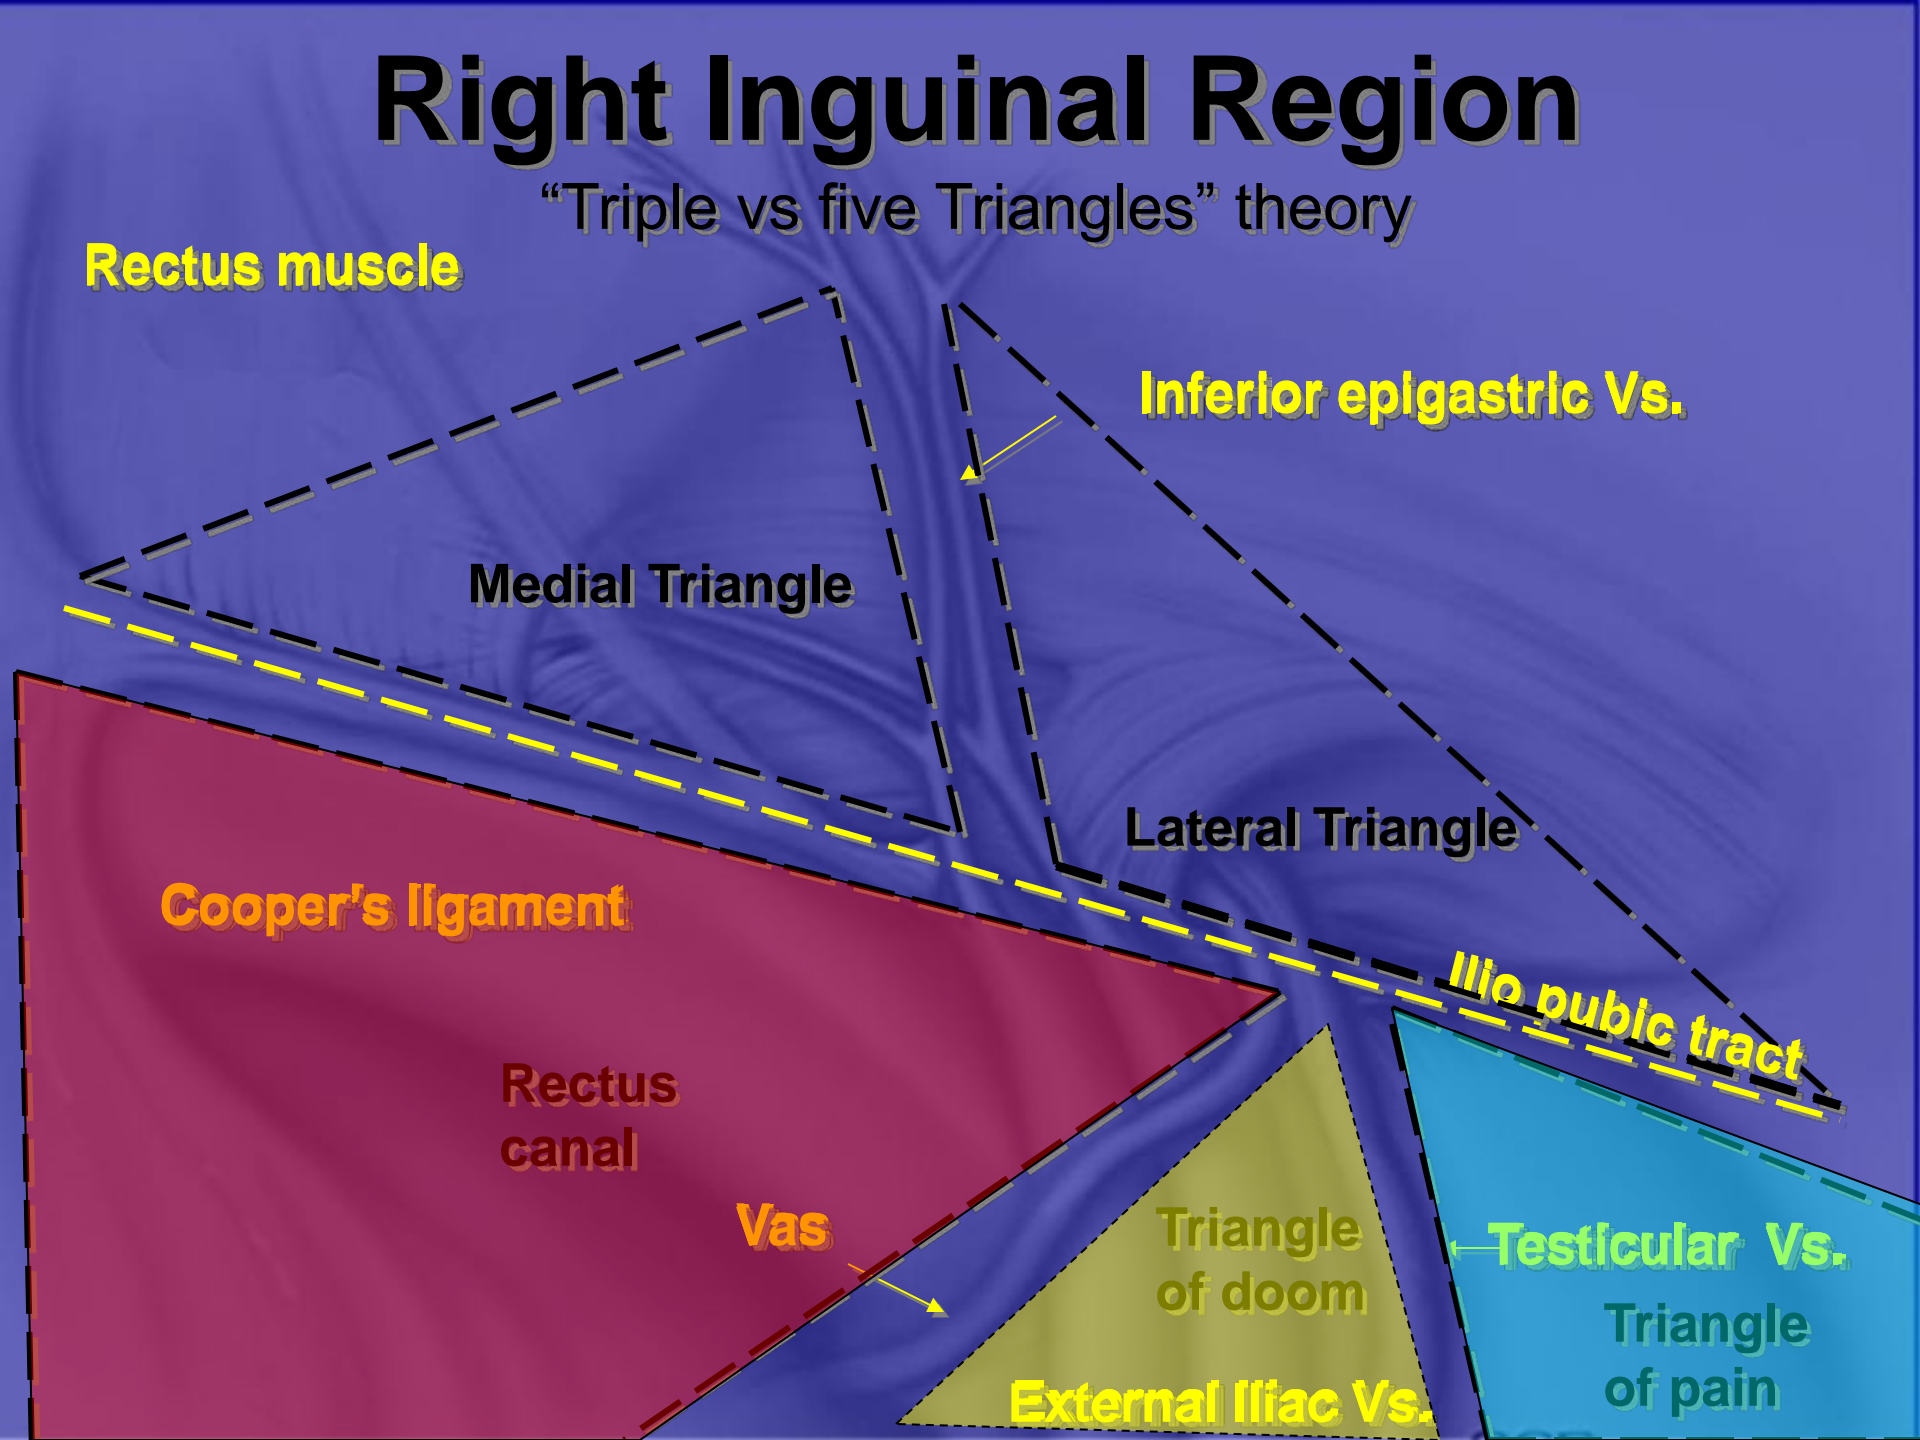 Right Inguinal Region
“Triple vs five Triangles” theory
Rectus muscle
Inferior epigastric Vs.
Medial Triangle
Lateral Triangle
Cooper's ligament
Ilio pubic tract
Rectus
canal
Vas
Triangle
of doom
Testicular Vs.
Triangle
of pain
External Iliac Vs.